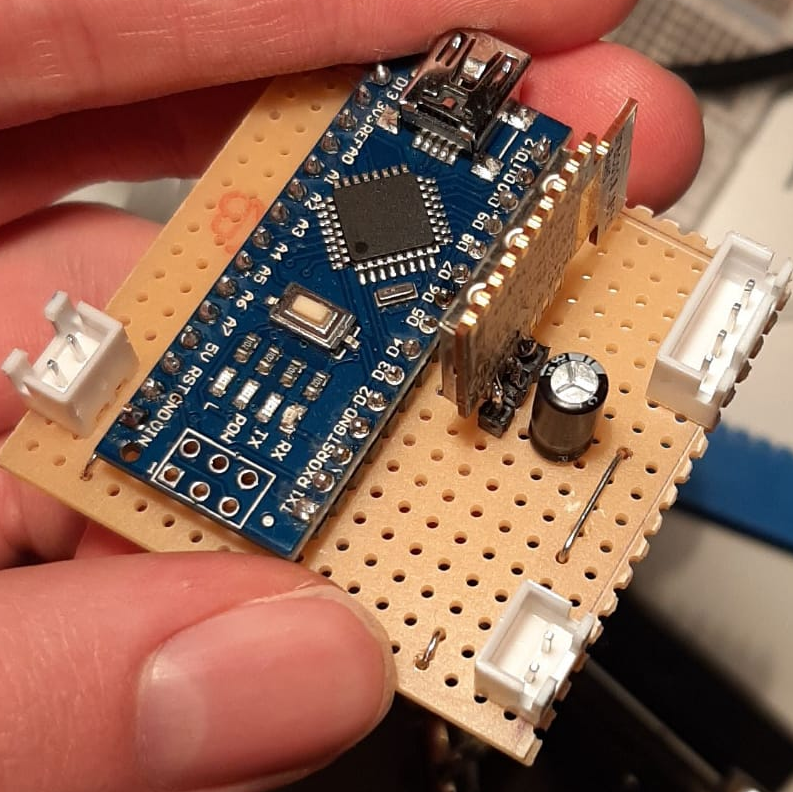 D13
3V3
REF
A0
A1
A2
A3
A4
A5
A6
A7
5V
RST
GND
VIN
D12
D11
D10
D9
D8
D7
D6
D5
D4
D3
D2
GND
RST
RX0
TX1
L
POW
TX
RX
1